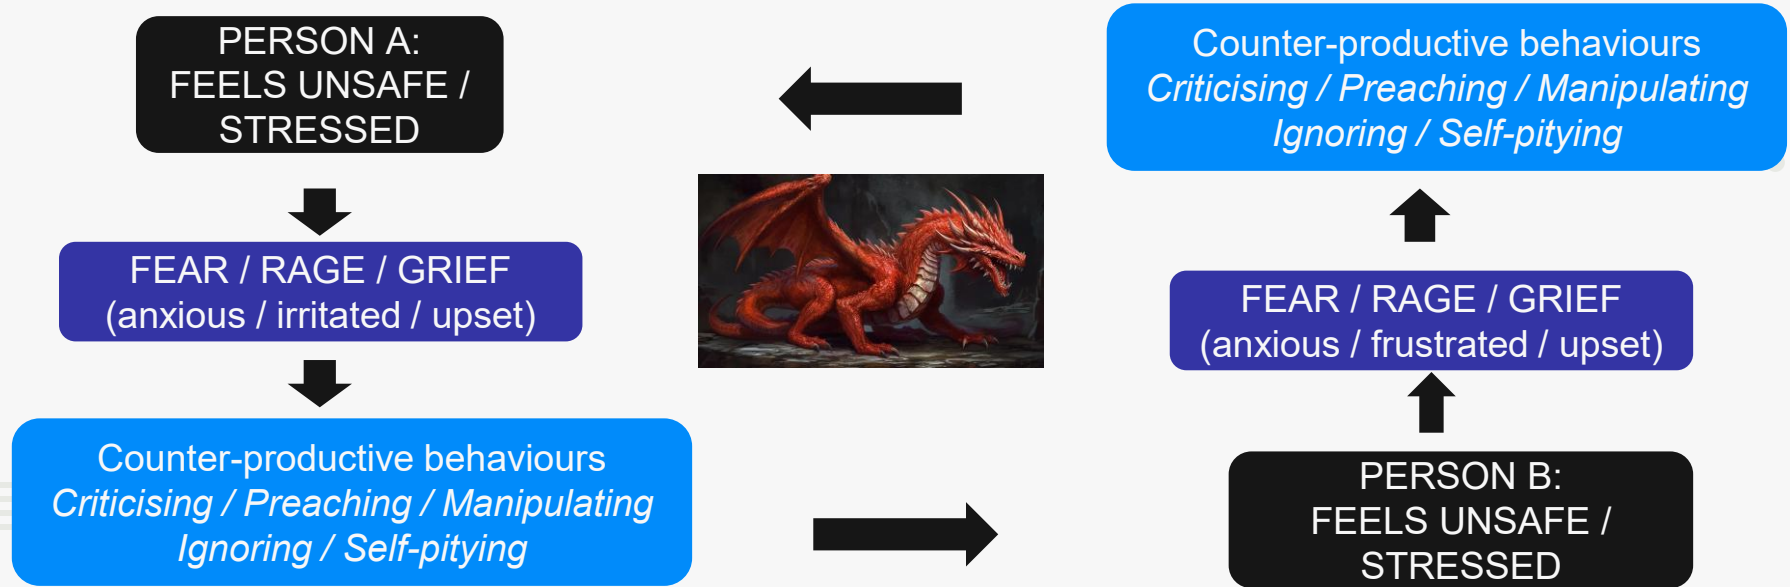 PERSON A:
FEELS UNSAFE /
STRESSED
FEAR / RAGE / GRIEF
(anxious / irritated / upset)
Counter-productive behaviours
Criticising / Preaching / Manipulating
Ignoring / Self-pitying
PERSON B:
FEELS UNSAFE /
STRESSED
FEAR / RAGE / GRIEF
(anxious / frustrated / upset)
Counter-productive behaviours
Criticising / Preaching / Manipulating
Ignoring / Self-pitying